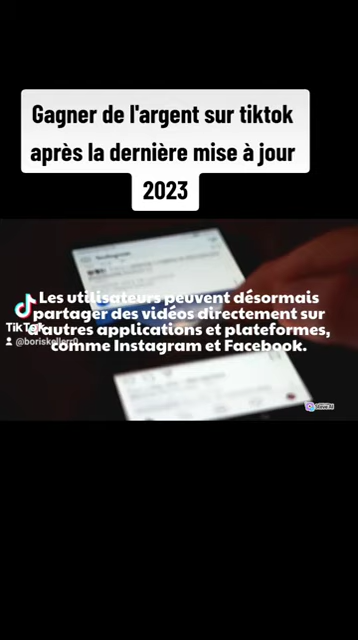 Gagner de l'argent sur tiktok
après la dernière mise à jour
2023
Les utilisateurs peuvent désormais
partager des vidéos directement sur
d'autres applications et plateformes,
comme Instagram et Facebook.
TikTok
@boriskellerr0